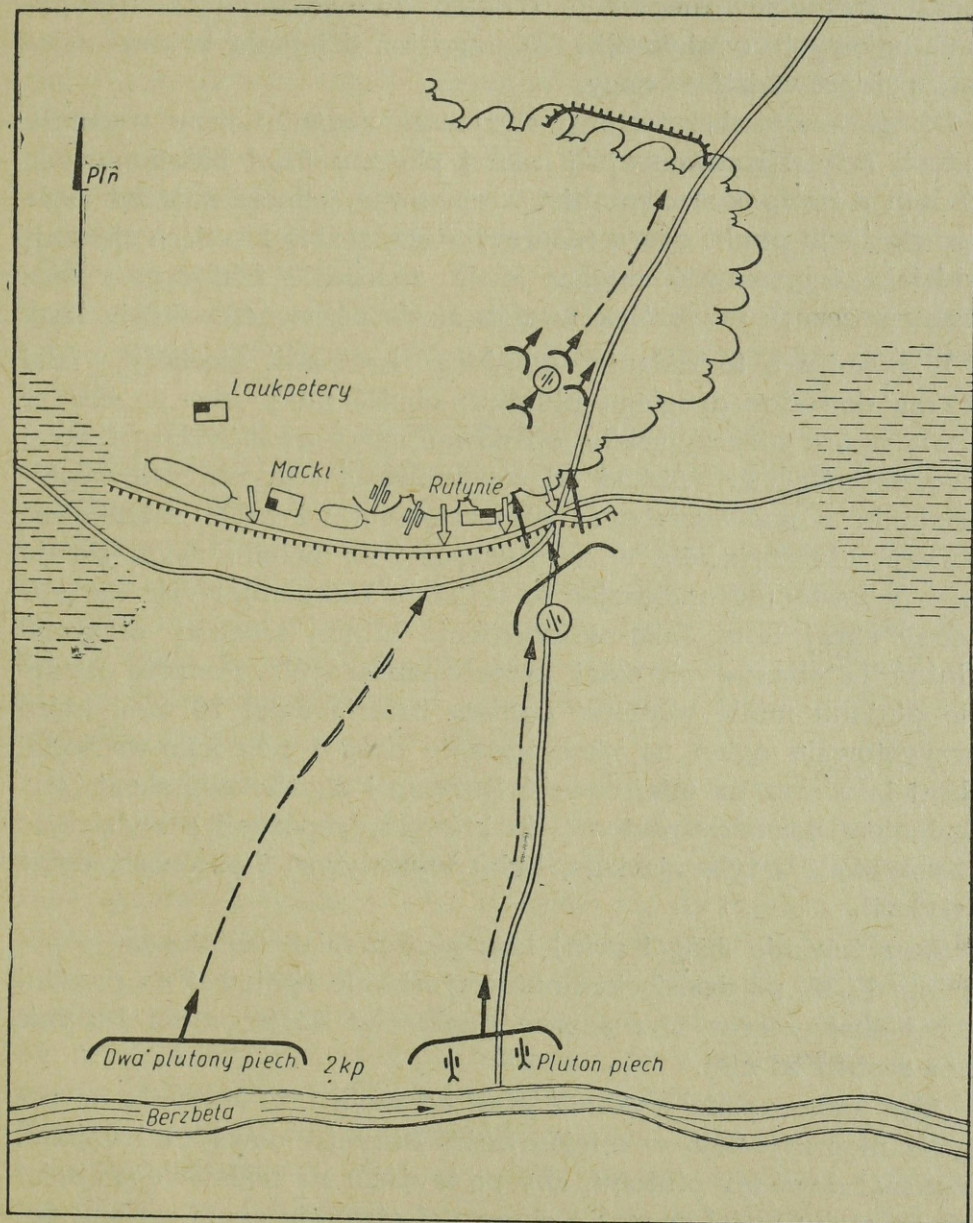 Płn
Laukpetery
Macki
Rutunie
Dwa plutony piech
2kp
Pluton piech
Berzbeta